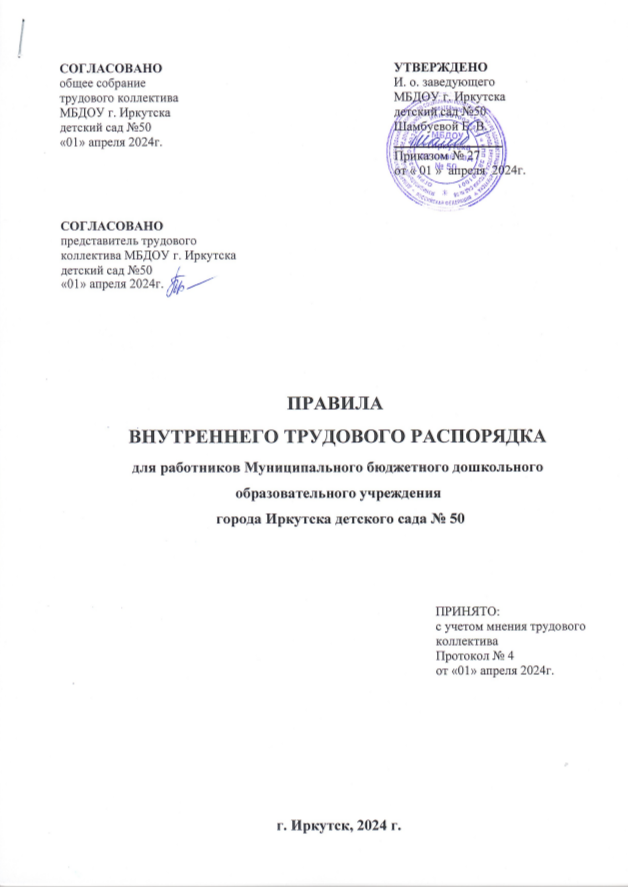 СОГЛАСОВАНО
общее собрание
трудового коллектива
МБДОУ г. Иркутска
детский сад №50
«01» апреля 2024г.
УТВЕРЖДЕНО
И. о. заведующего
МБДОУ г. Иркутска
детский сад №50
Шамбуевой Е. В.
Приказом № 27
от « 01 » апреля 2024г.
МБДОУ
№ 50
СОГЛАСОВАНО
представитель трудового
коллектива МБДОУ г. Иркутска
детский сад №50
«01» апреля 2024г.
ПРАВИЛА
ВНУТРЕННЕГО ТРУДОВОГО РАСПОРЯДКА
для работников Муниципального бюджетного дошкольного
образовательного учреждения
города Иркутска детского сада № 50
ПРИНЯТО:
с учетом мнения трудового
коллектива
Протокол № 4
от «01» апреля 2024г.
г. Иркутск, 2024 г.